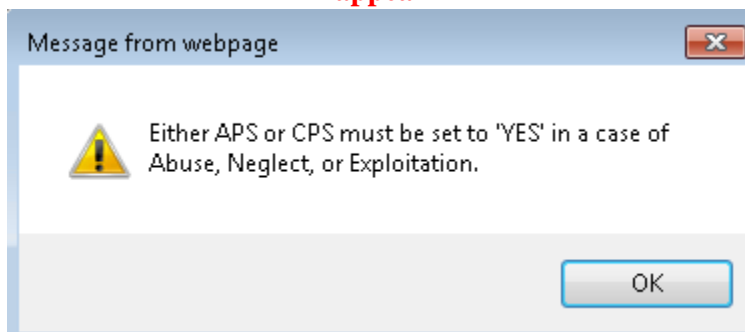 Message from webpage
Either APS or CPS must be set to 'YES' in a case of
Abuse, Neglect, or Exploitation.
OK